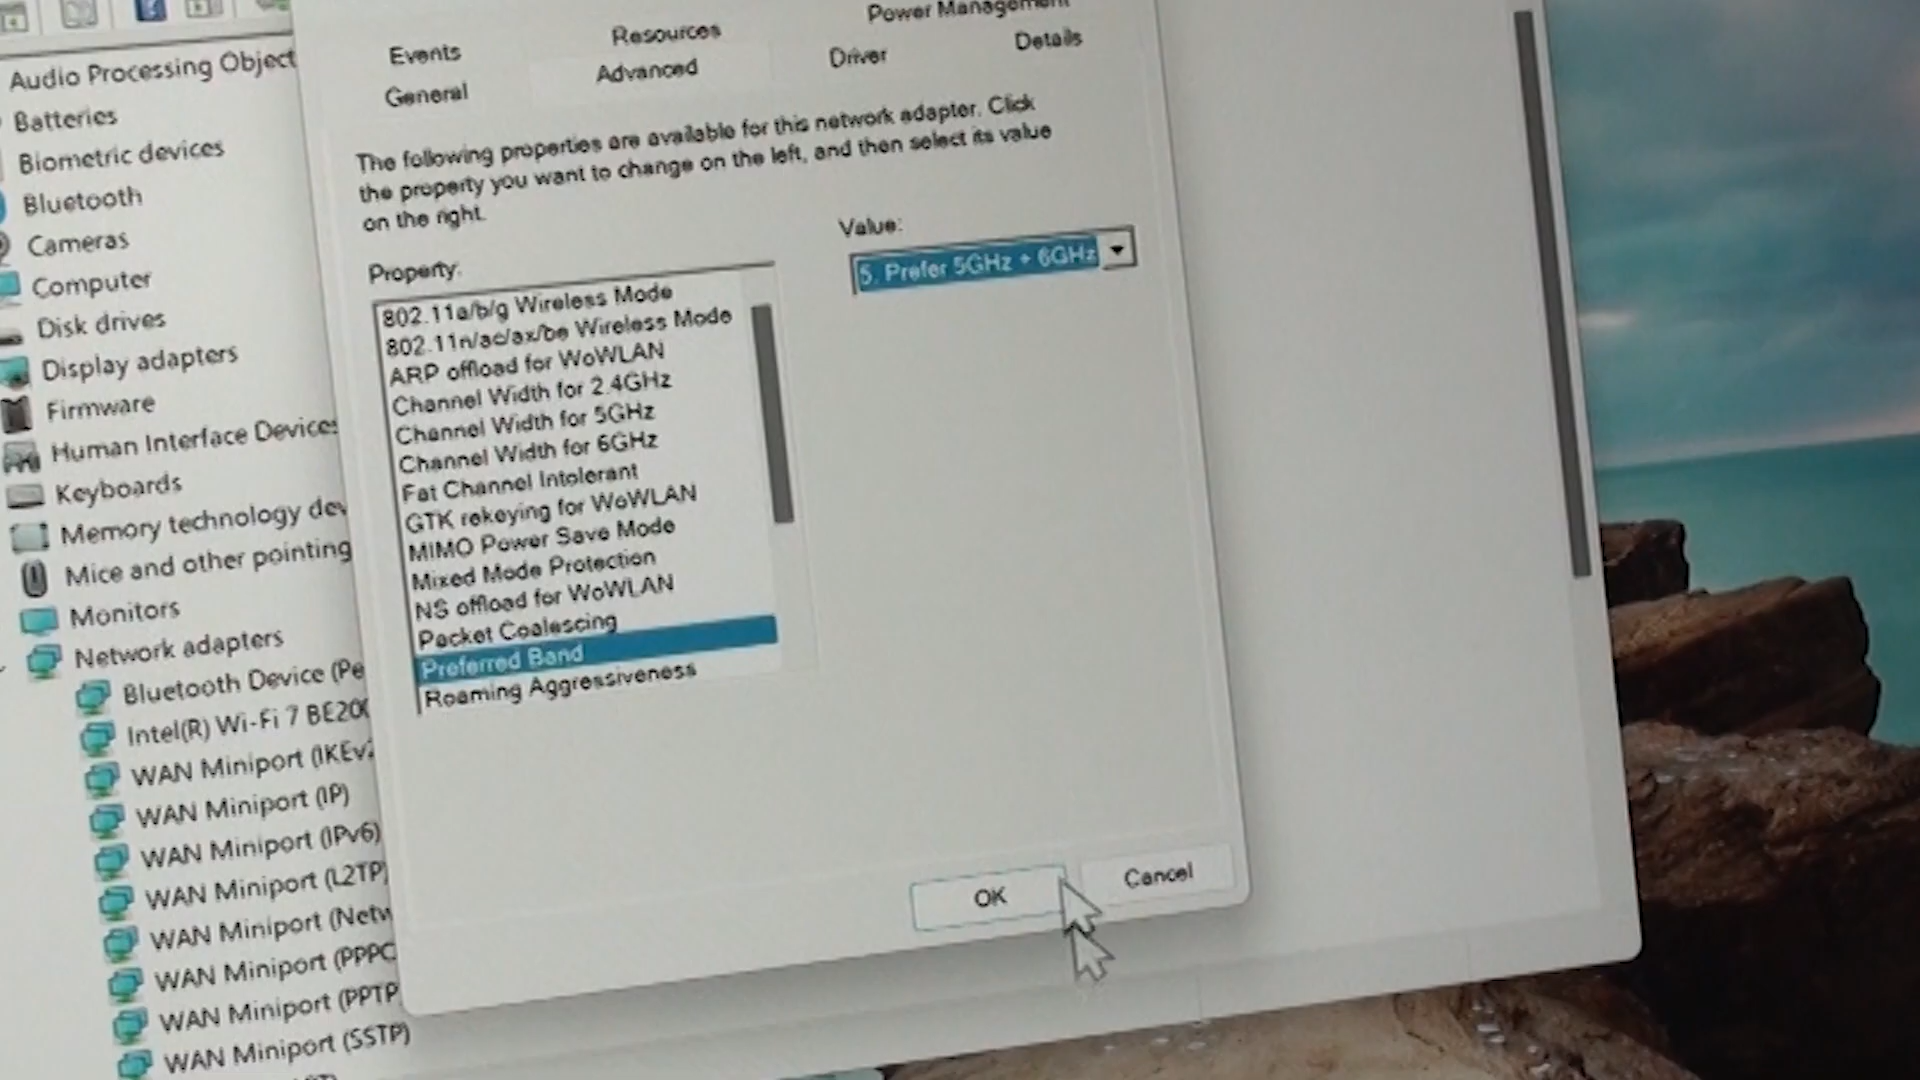 Audio Processing Object
Batteries
Biometric devices
Bluetooth
Cameras
Computer
Disk drives
Display adapters
Firmware
Human Interface Devices
Keyboards
Memory technology dev
Mice and other pointing
Monitors
Network adapters
Bluetooth Device (Pe
Intel(R) Wi-Fi 7 BE200
WAN Miniport (IKEv2
WAN Miniport (IP)
WAN Miniport (IPv6)
WAN Miniport (L2TP)
WAN Miniport (Netw
WAN Miniport (PPPO
WAN Miniport (PPTP
WAN Miniport (SSTP)
Events
Resources
Power Management
General
Advanced
Driver
Details
The following properties are available for this network adapter. Click
the property you want to change on the left, and then select its value
on the right.
Property:
Value:
802.11a/b/g Wireless Mode
802.11n/ac/ax/be Wireless Mode
ARP offload for WoWLAN
Channel Width for 2.4GHz
Channel Width for 5GHz
Channel Width for 6GHz
Fat Channel Intolerant
GTK rekeying for WoWLAN
MIMO Power Save Mode
Mixed Mode Protection
NS offload for WoWLAN
Packet Coalescing
Preferred Band
Roaming Aggressiveness
5. Prefer 5GHz + 6GHz
OK
Cancel